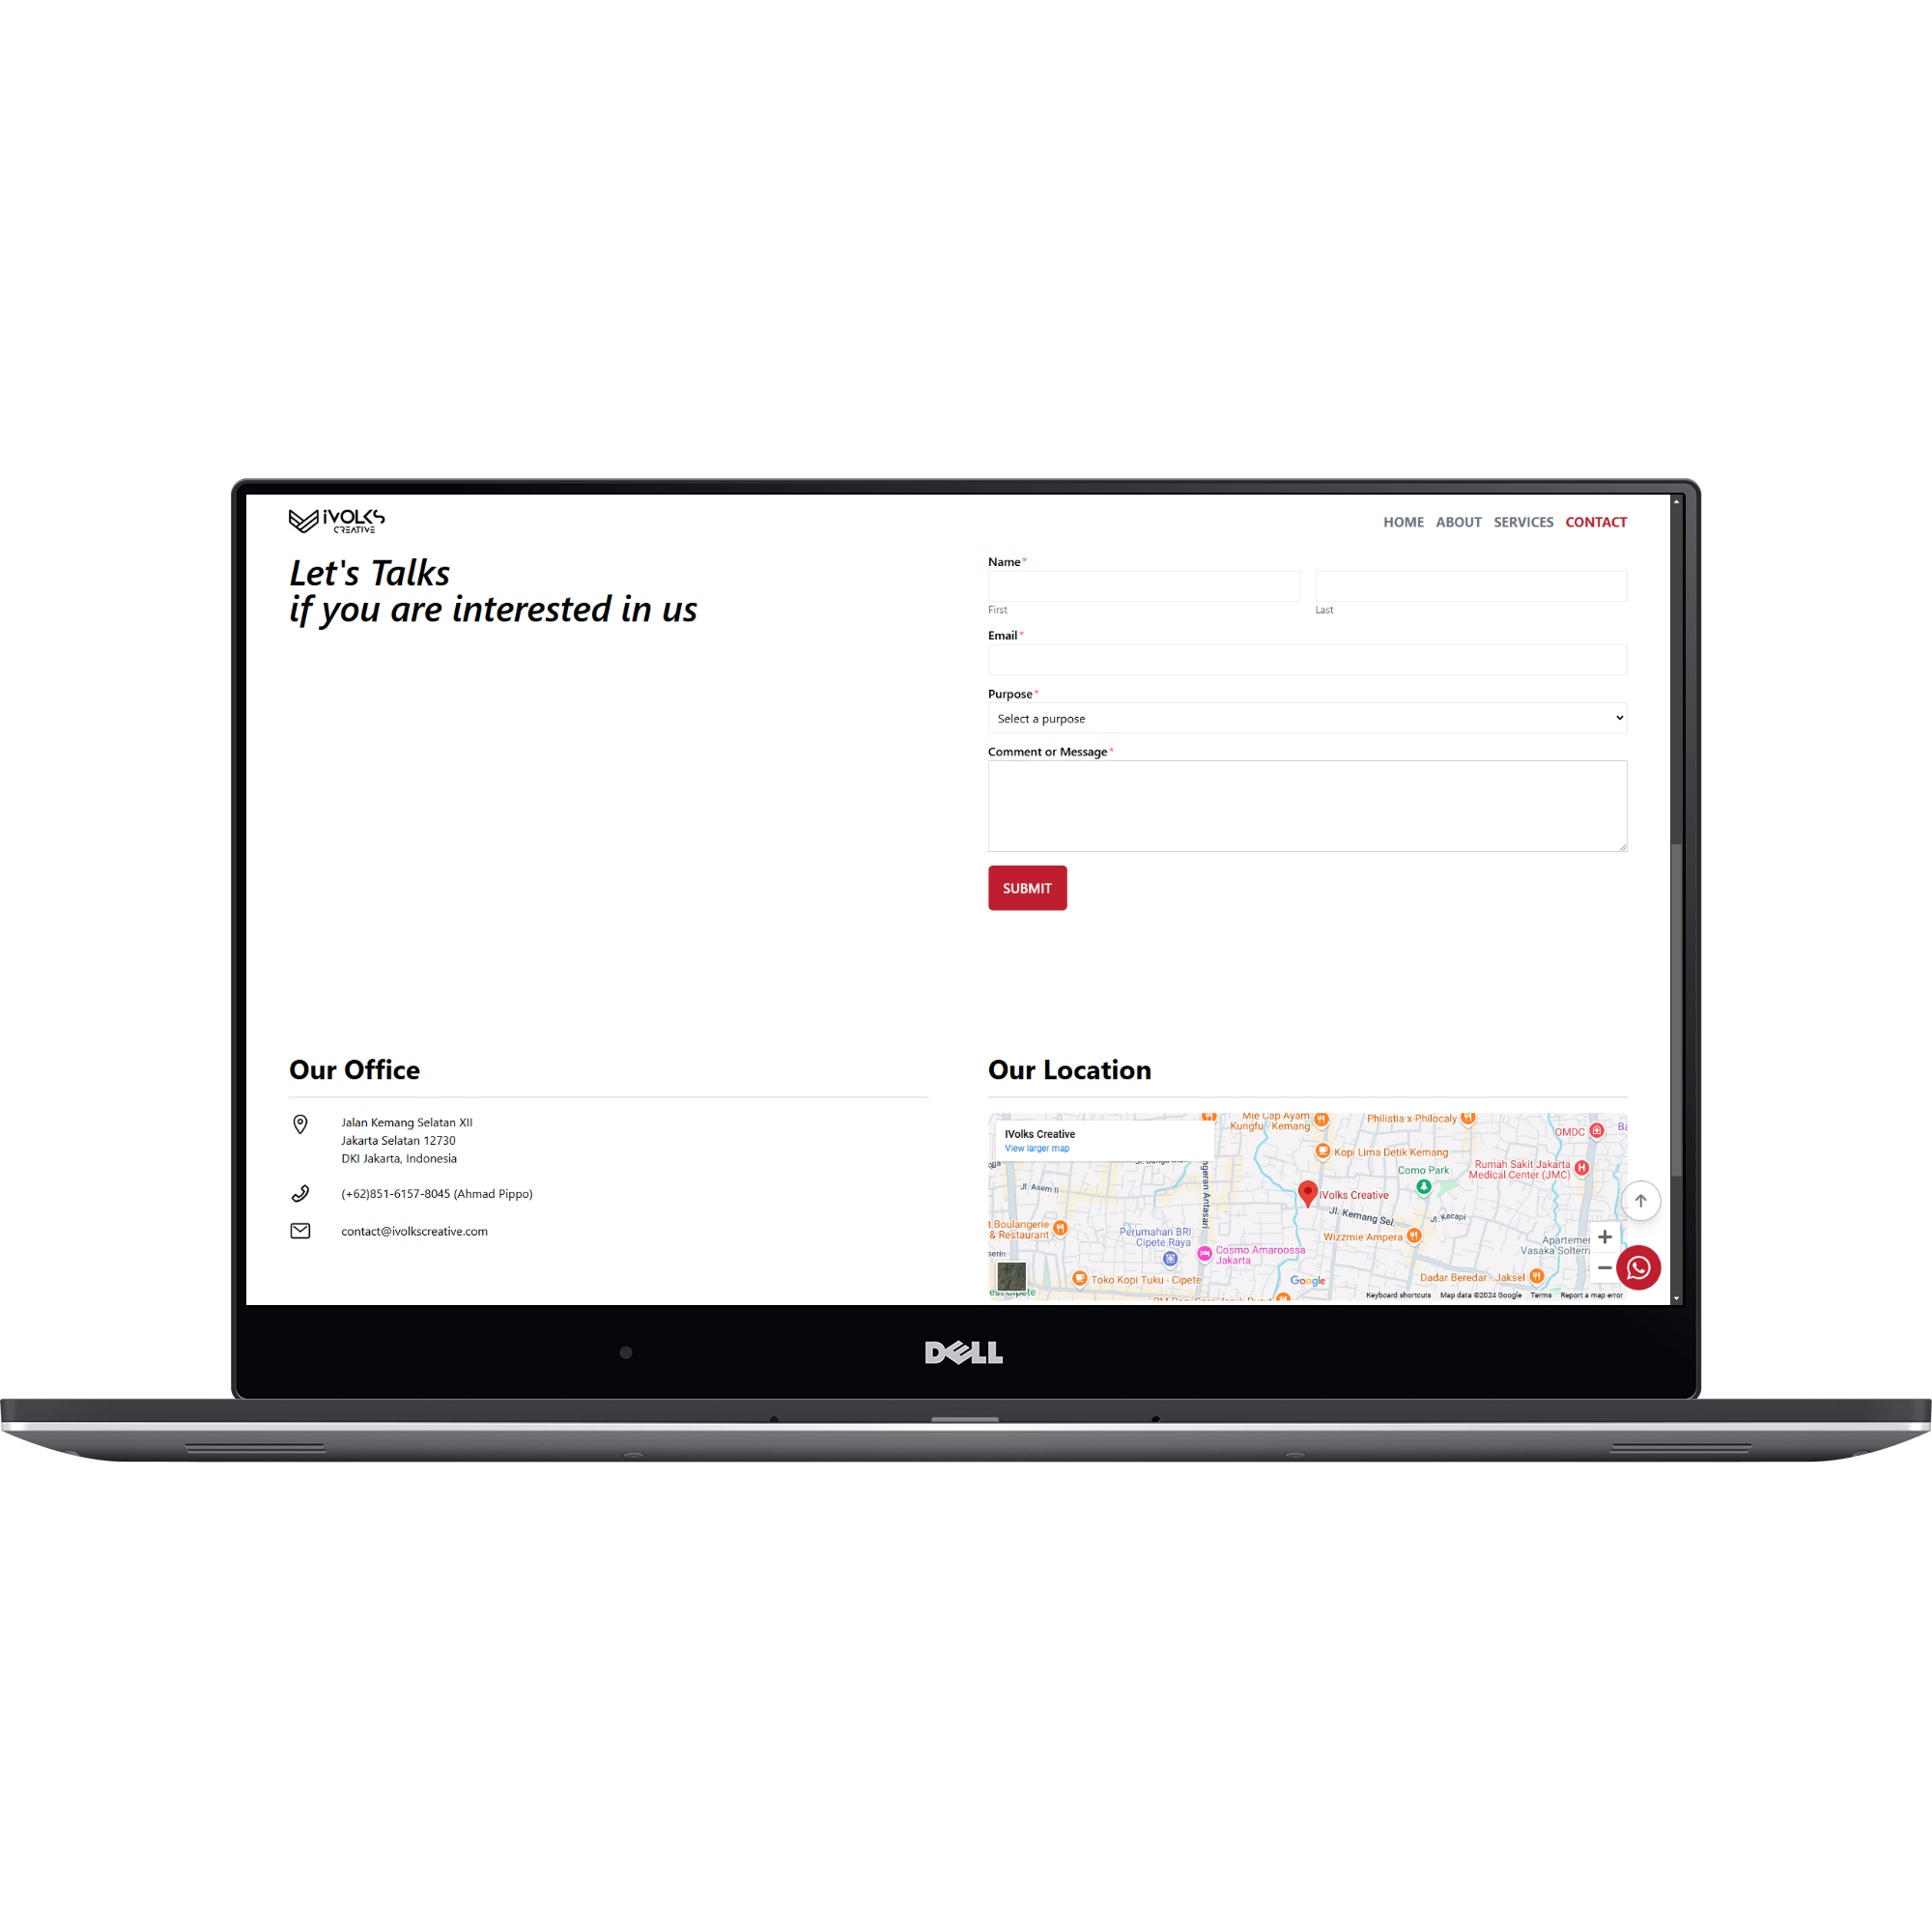 iVOLKS
CREATIVE
HOME ABOUT SERVICES CONTACT
Let's Talks
if you are interested in us
Name*
First
Last
Email*
Purpose*
Select a purpose
Comment or Message*
SUBMIT
Our Office
Jalan Kemang Selatan XII
Jakarta Selatan 12730
DKI Jakarta, Indonesia
(+62)851-6157-8045 (Ahmad Pippo)
contact@ivolkscreative.com
Our Location
IVolks Creative
View larger map
Mie Cap Ayam
Kungfu - Kemang
Philistia x Philocaly
OMDC
Ba
Kopi Lima Detik Kemang
Como Park
Rumah Sakit Jakarta
Medical Center (JMC)
Jl. Asem II
ngeran Antasari
IVolks Creative
Jl. Kemang Sel.
Jl. Kecapi
t Boulangerie
& Restaurant
Perumahan BRI
Cipete Raya
Wizzmie Ampera
Apartemen
Vasaka Solterra
serin
Cosmo Amaroossa
Jakarta
Toko Kopi Tuku - Cipete
Google
Dadar Beredar - Jaksel
Keyboard shortcuts Map data ©2024 Google Terms Report a map error
DELL